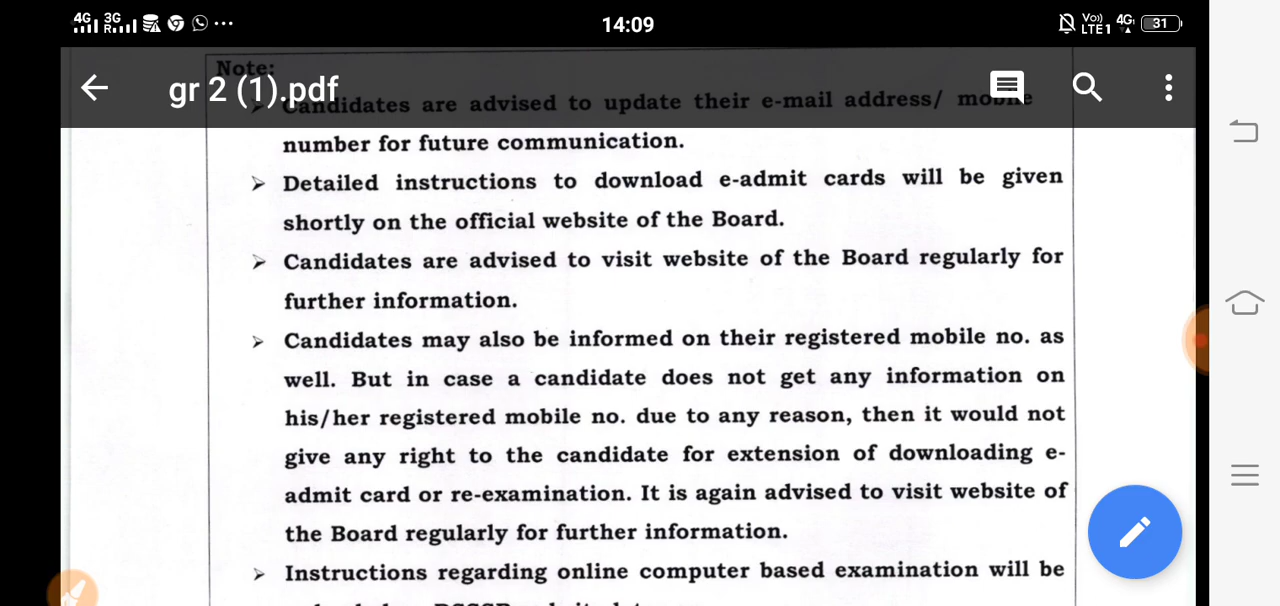 4G 3G R 14:09 Vo)) LTE1 4G 31
Note:
gr 2 (1).pdf
Candidates are advised to update their e-mail address/ mobile
number for future communication.
Detailed instructions to download e-admit cards will be given
shortly on the official website of the Board.
Candidates are advised to visit website of the Board regularly for
further information.
Candidates may also be informed on their registered mobile no. as
well. But in case a candidate does not get any information on
his/her registered mobile no. due to any reason, then it would not
give any right to the candidate for extension of downloading e-
admit card or re-examination. It is again advised to visit website of
the Board regularly for further information.
Instructions regarding online computer based examination will be